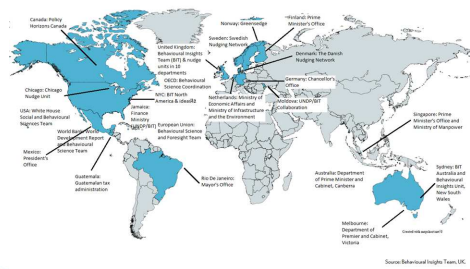 Canada: Policy
Horizons Canada
Chicago: Chicago
Nudge Unit
USA: White House
Social and Behavioural
Sciences Team
Mexico:
President's
Office
World Bank: World
Development Report and
Behavioural
Science Team
Guatemala:
Guatemalan tax
administration
Jamaica:
Finance
Ministry
(UNDP/BIT)
NYC: BIT North
America & ideas42
United Kingdom:
Behavioural Insights
Team (BIT) & nudge
units in 10
departments
OECD: Behavioural
Science Coordination
European Union:
Behavioural Science
and Foresight Team
Rio De Janeiro:
Mayor's Office
Norway: GreeNudge
Sweden: Swedish
Nudging Network
Finland: Prime
Minister's Office
Denmark: The Danish
Nudging Network
Germany: Chancellor's
Office
Netherlands: Ministry of
Economic Affairs and
Ministry of Infrastructure
and the Environment
Moldova: UNDP/BIT
Collaboration
Singapore: Prime
Minister's Office and
Ministry of Manpower
Australia: Department
of Prime Minister and
Cabinet, Canberra
Sydney: BIT
Australia and
Behavioural
Insights Unit,
New South
Wales
Melbourne:
Department of
Premier and Cabinet,
Victoria
Source: Behavioural Insights Team, UK.